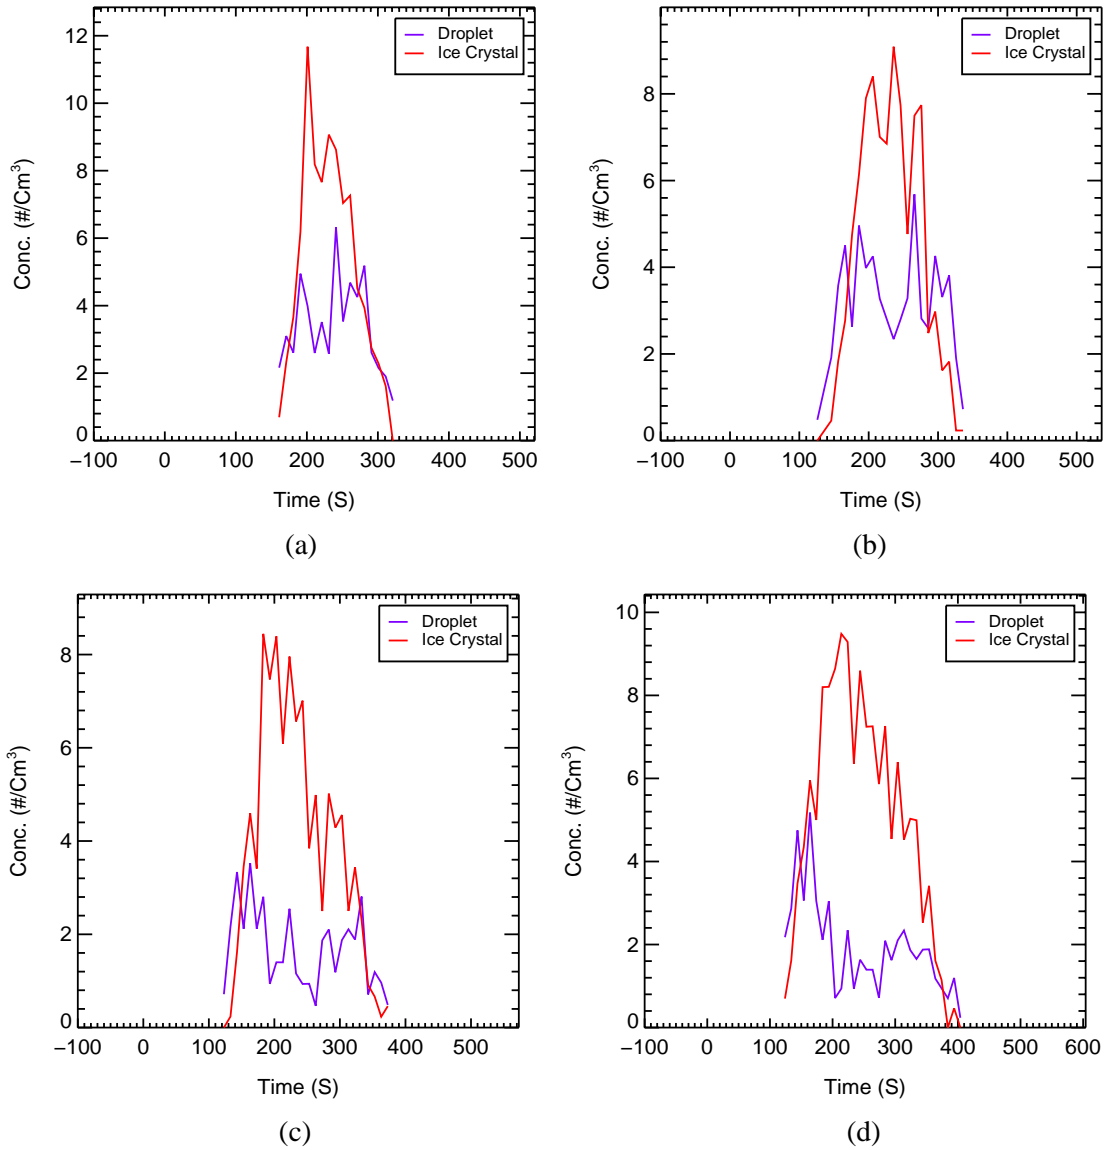 12
10
8
6
4
2
0
−100
0
100
200
300
400
500
Conc. (#/Cm³)
Time (S)
Droplet
Ice Crystal
(a)
8
6
4
2
0
−100
0
100
200
300
400
500
Conc. (#/Cm³)
Time (S)
Droplet
Ice Crystal
(b)
8
6
4
2
0
−100
0
100
200
300
400
500
Conc. (#/Cm³)
Time (S)
Droplet
Ice Crystal
(c)
10
8
6
4
2
0
−100
0
100
200
300
400
500
600
Conc. (#/Cm³)
Time (S)
Droplet
Ice Crystal
(d)